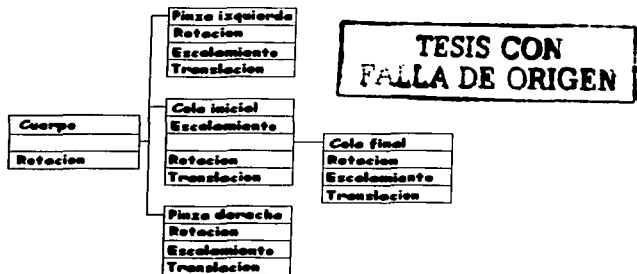 Pinza izquierda
Rotacion
Escalamiento
Translacion
TESIS CON
FALLA DE ORIGEN
Cuerpo
Rotacion
Cola inicial
Escalamiento
Rotacion
Translacion
Cola final
Rotacion
Escalamiento
Translacion
Pinza derecha
Rotacion
Escalamiento
Translacion